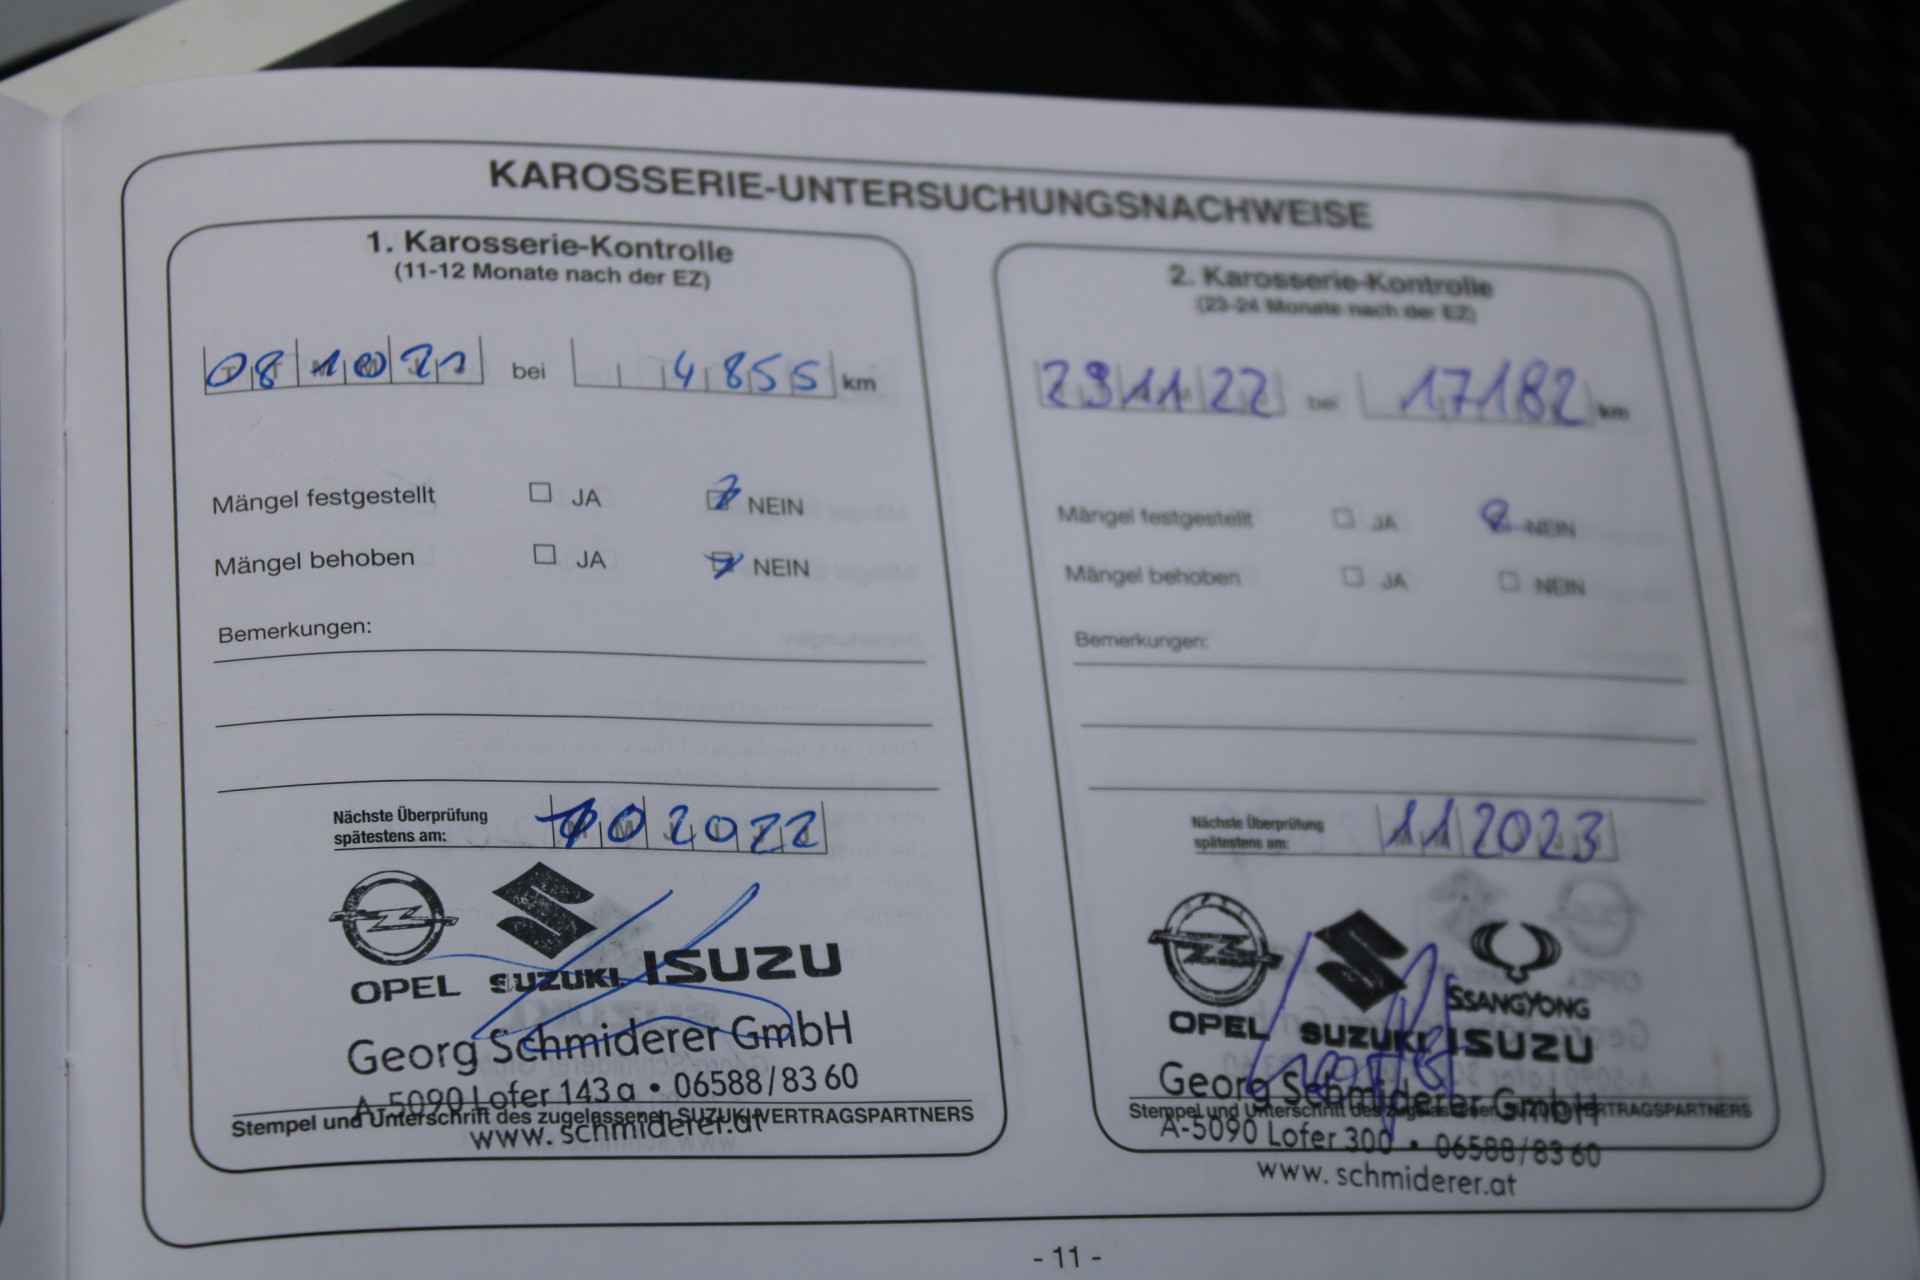 KAROSSERIE-UNTERSUCHUNGSNACHWEISE
1. Karosserie-Kontrolle
(11-12 Monate nach der EZ)
08 10 21 bei 4855 km
Mängel festgestellt JA NEIN
Mängel behoben JA NEIN
Bemerkungen:
Nächste Überprüfung
spätestens am: 10 2022
OPEL SUZUKI ISUZU
Georg Schmiderer GmbH
A-5090 Lofer 143a • 06588/83 60
Stempel und Unterschrift des zugelassenen SUZUKI-VERTRAGSPARTNERS
www.schmiderer.at
2. Karosserie-Kontrolle
(23-24 Monate nach der EZ)
29 11 22 bei 17182 km
Mängel festgestellt JA NEIN
Mängel behoben JA NEIN
Bemerkungen:
Nächste Überprüfung
spätestens am: 11 2023
SSANGYONG
OPEL SUZUKI ISUZU
Georg Schmiderer GmbH
Stempel und Unterschrift des zugelassenen SUZUKI-VERTRAGSPARTNERS
A-5090 Lofer 300 • 06588/83 60
www.schmiderer.at
- 11 -